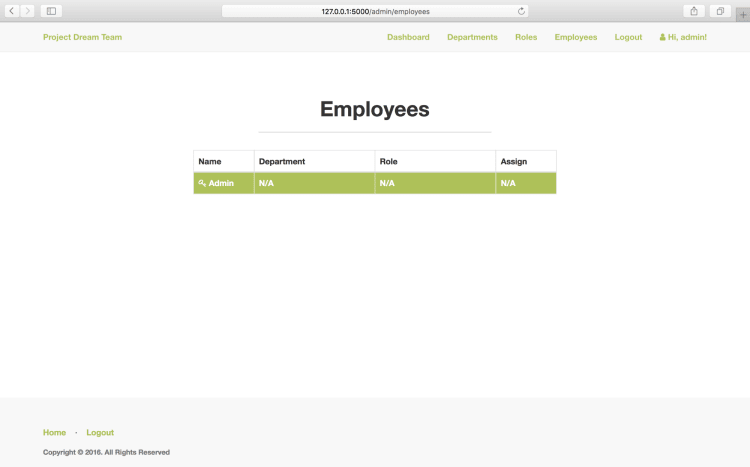 127.0.0.1:5000/admin/employees
Project Dream Team Dashboard Departments Roles Employees Logout Hi, admin!
Employees
Name Department Role Assign
Admin N/A N/A N/A
Home · Logout
Copyright © 2016. All Rights Reserved